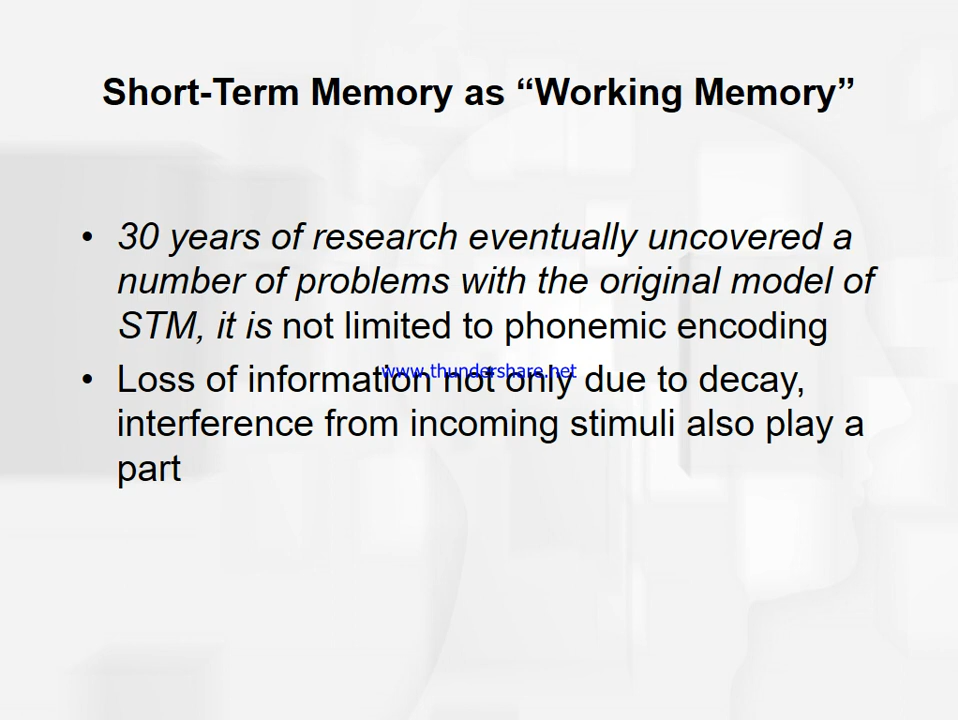 Short-Term Memory as “Working Memory”
• 30 years of research eventually uncovered a
number of problems with the original model of
STM, it is not limited to phonemic encoding
www.thundershare.net
• Loss of information not only due to decay,
interference from incoming stimuli also play a
part